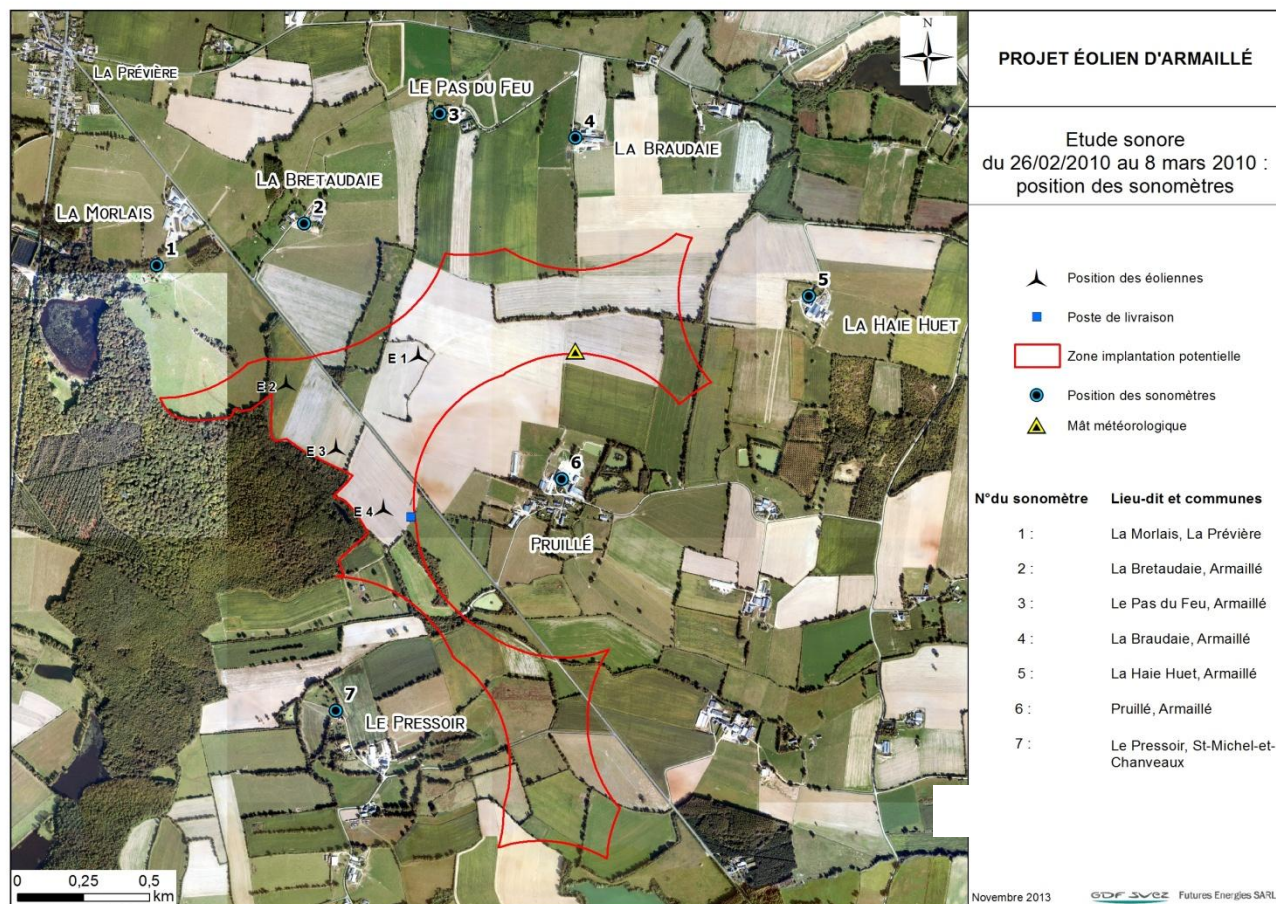 LA PRÉVIÈRE
LE PAS DU FEU
3
4
LA BRAUDAIE
LA BRETAUDAIE
2
LA MORLAIS
1
5
LA HAIE HUET
E 1
E 2
E 3
6
E 4
PRUILLÉ
7
LE PRESSOIR
0 0,25 0,5
km
N
PROJET ÉOLIEN D'ARMAILLÉ
Etude sonore
du 26/02/2010 au 8 mars 2010 :
position des sonomètres
Position des éoliennes
Poste de livraison
Zone implantation potentielle
Position des sonomètres
Mât météorologique
N°du sonomètre Lieu-dit et communes
1 : La Morlais, La Prévière
2 : La Bretaudaie, Armaillé
3 : Le Pas du Feu, Armaillé
4 : La Braudaie, Armaillé
5 : La Haie Huet, Armaillé
6 : Pruillé, Armaillé
7 : Le Pressoir, St-Michel-et-
Chanveaux
Novembre 2013 GDF SUEZ Futures Energies SARL